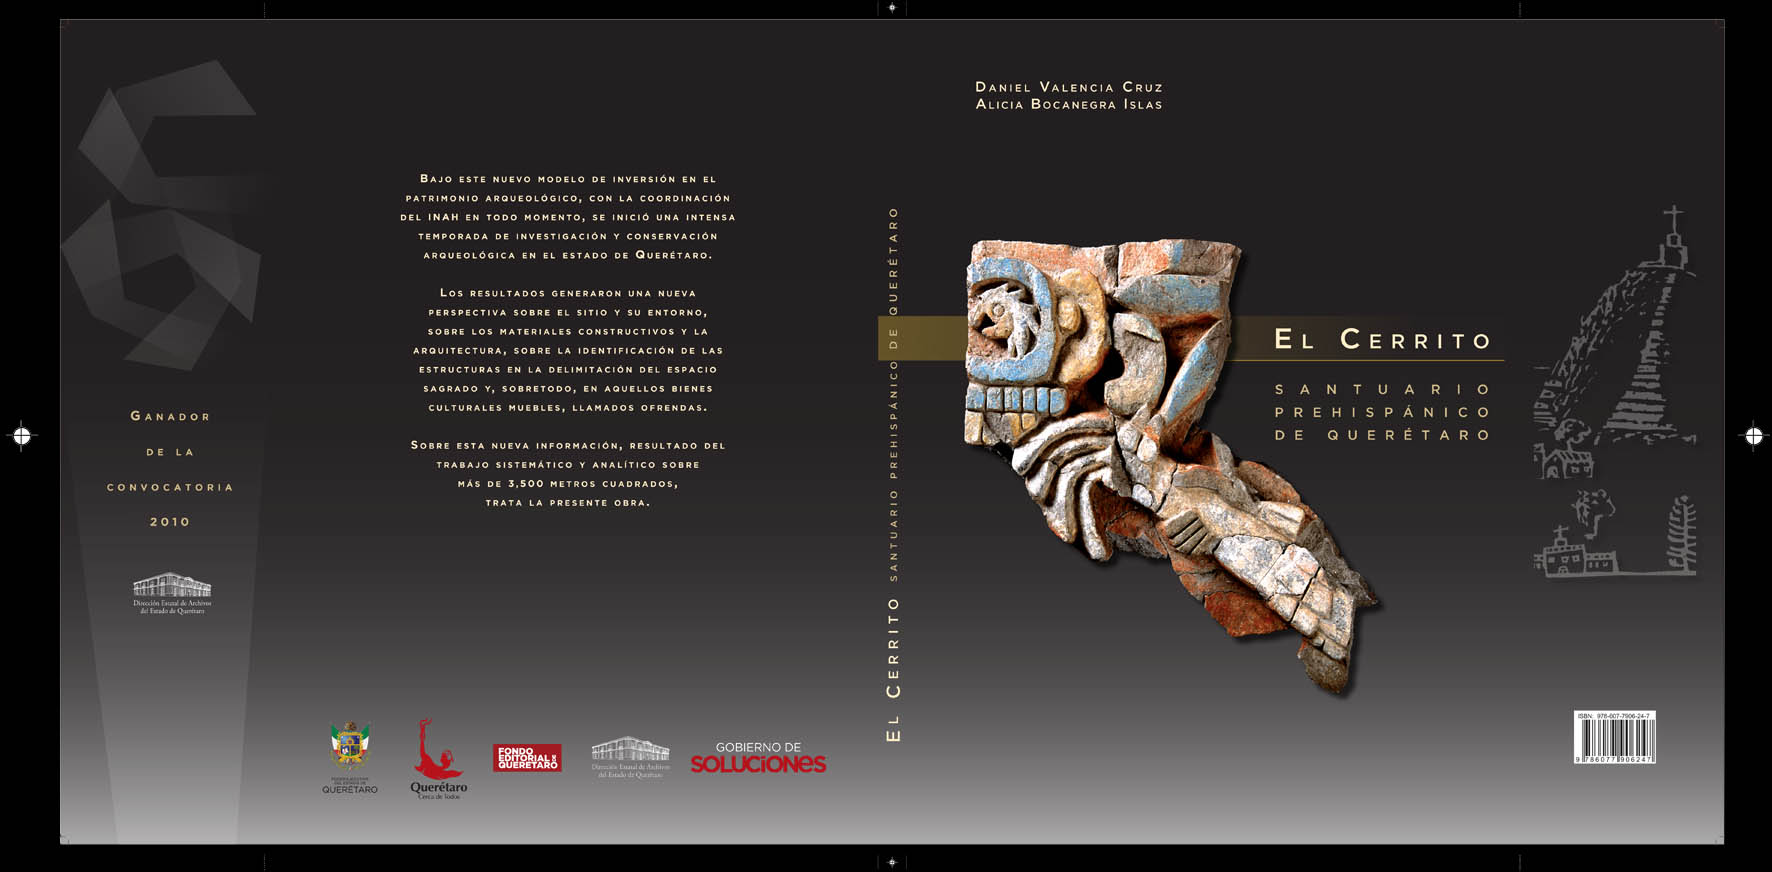 GANADOR
DE LA
CONVOCATORIA
2010
Dirección Estatal de Archivos
del Estado de Querétaro
BAJO ESTE NUEVO MODELO DE INVERSIÓN EN EL
PATRIMONIO ARQUEOLÓGICO, CON LA COORDINACIÓN
DEL INAH EN TODO MOMENTO, SE INICIÓ UNA INTENSA
TEMPORADA DE INVESTIGACIÓN Y CONSERVACIÓN
ARQUEOLÓGICA EN EL ESTADO DE QUERÉTARO.
LOS RESULTADOS GENERARON UNA NUEVA
PERSPECTIVA SOBRE EL SITIO Y SU ENTORNO,
SOBRE LOS MATERIALES CONSTRUCTIVOS Y LA
ARQUITECTURA, SOBRE LA IDENTIFICACIÓN DE LAS
ESTRUCTURAS EN LA DELIMITACIÓN DEL ESPACIO
SAGRADO Y, SOBRETODO, EN AQUELLOS BIENES
CULTURALES MUEBLES, LLAMADOS OFRENDAS.
SOBRE ESTA NUEVA INFORMACIÓN, RESULTADO DEL
TRABAJO SISTEMÁTICO Y ANALÍTICO SOBRE
MÁS DE 3,500 METROS CUADRADOS,
TRATA LA PRESENTE OBRA.
PODER EJECUTIVO
DEL ESTADO DE
QUERÉTARO
Querétaro
Cerca de Todos
FONDO
EDITORIAL DE
QUERÉTARO
Dirección Estatal de Archivos
del Estado de Querétaro
GOBIERNO DE
SOLUCiONES
EL CERRITO SANTUARIO PREHISPÁNICO DE QUERÉTARO
DANIEL VALENCIA CRUZ
ALICIA BOCANEGRA ISLAS
EL CERRITO
SANTUARIO
PREHISPÁNICO
DE QUERÉTARO
ISBN: 978-607-7906-24-7
9 786077 906247